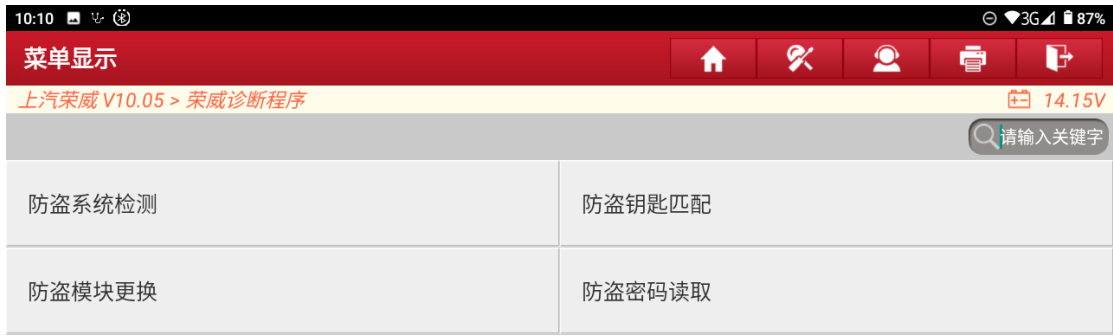 10:10 3G 87%
菜单显示
上汽荣威 V10.05 > 荣威诊断程序 14.15V
请输入关键字
防盗系统检测 防盗钥匙匹配
防盗模块更换 防盗密码读取